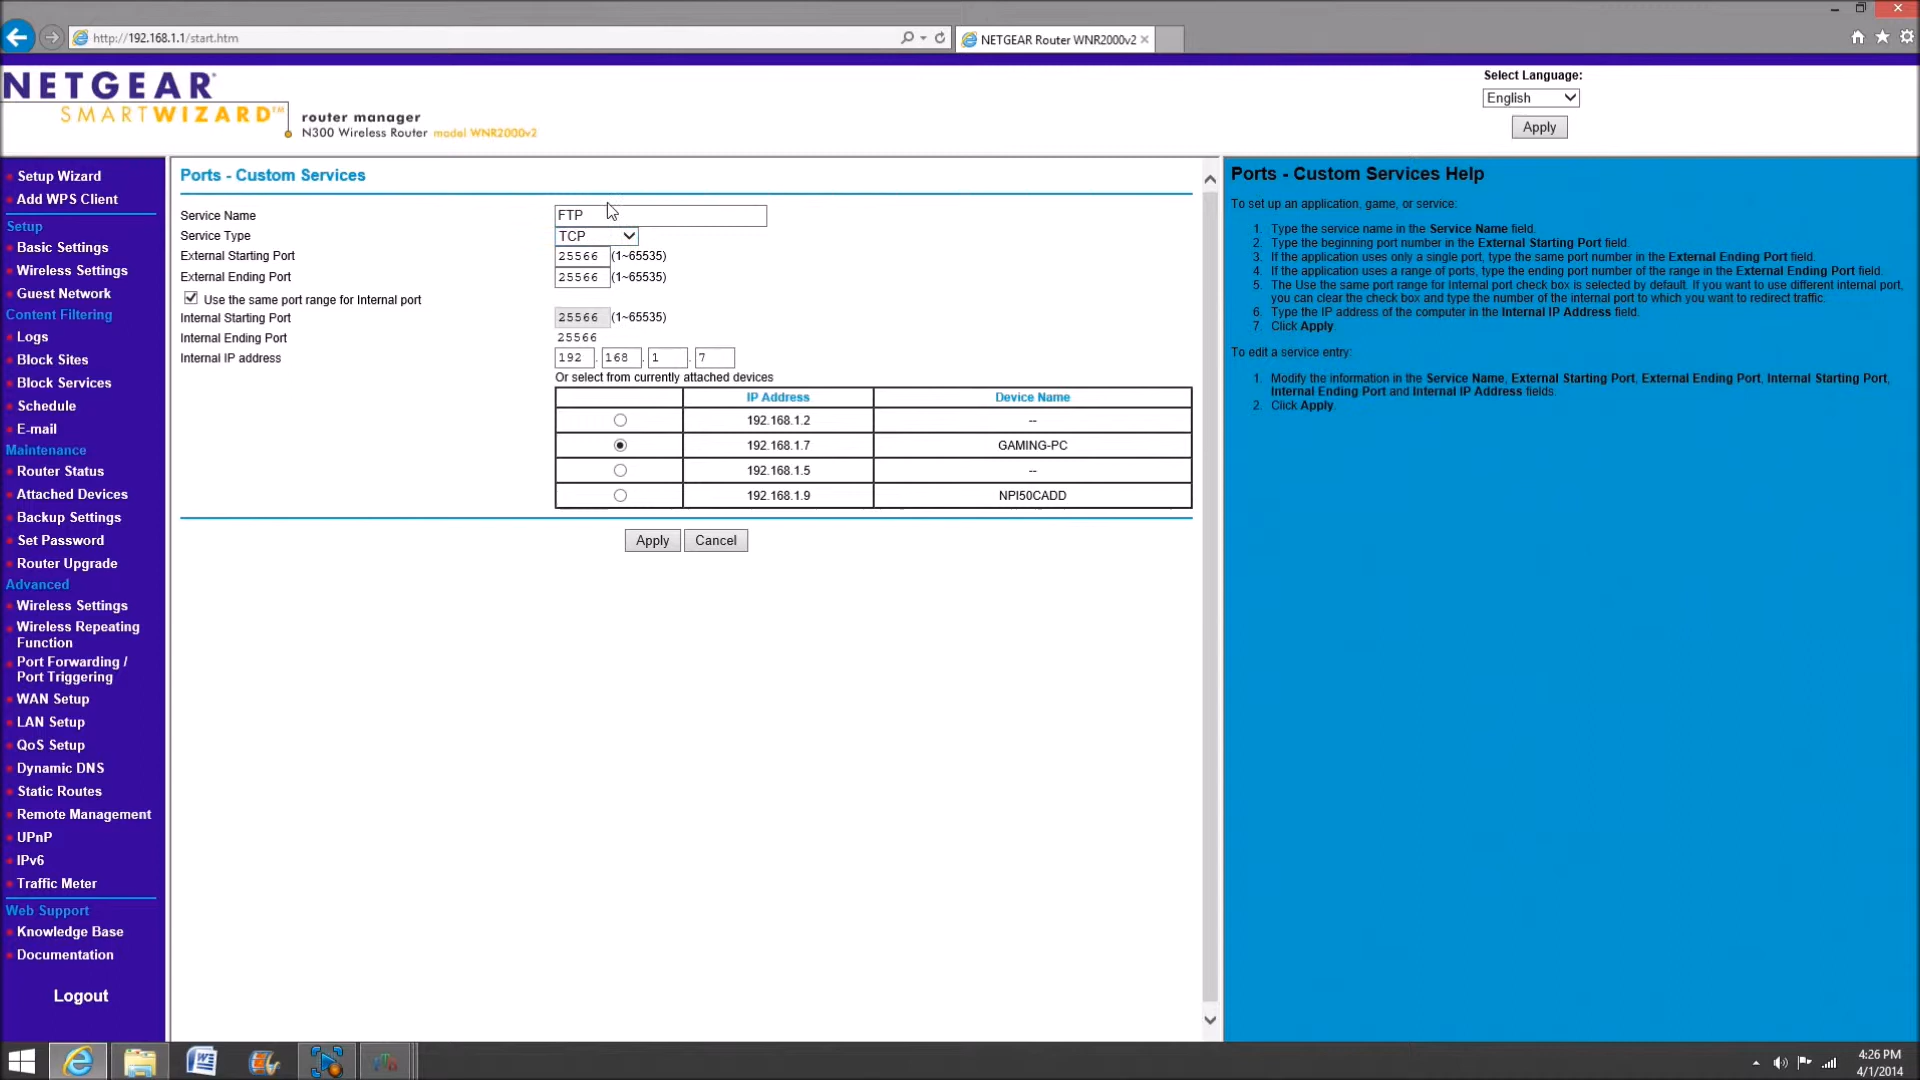 http://192.168.1.1/start.htm
NETGEAR Router WNR2000v2
NETGEAR
SMARTWIZARD™
router manager
N300 Wireless Router model WNR2000v2
Select Language:
English
Apply
Setup Wizard
Add WPS Client
Setup
Basic Settings
Wireless Settings
Guest Network
Content Filtering
Logs
Block Sites
Block Services
Schedule
E-mail
Maintenance
Router Status
Attached Devices
Backup Settings
Set Password
Router Upgrade
Advanced
Wireless Settings
Wireless Repeating
Function
Port Forwarding /
Port Triggering
WAN Setup
LAN Setup
QoS Setup
Dynamic DNS
Static Routes
Remote Management
UPnP
IPv6
Traffic Meter
Web Support
Knowledge Base
Documentation
Logout
Ports - Custom Services
Service Name FTP
Service Type TCP
External Starting Port 25566 (1~65535)
External Ending Port 25566 (1~65535)
Use the same port range for Internal port
Internal Starting Port 25566 (1~65535)
Internal Ending Port 25566
Internal IP address 192 . 168 . 1 . 7
Or select from currently attached devices
IP Address Device Name
192.168.1.2 --
192.168.1.7 GAMING-PC
192.168.1.5 --
192.168.1.9 NPI50CADD
Apply Cancel
Ports - Custom Services Help
To set up an application, game, or service:
1. Type the service name in the Service Name field.
2. Type the beginning port number in the External Starting Port field.
3. If the application uses only a single port, type the same port number in the External Ending Port field.
4. If the application uses a range of ports, type the ending port number of the range in the External Ending Port field.
5. The Use the same port range for Internal port check box is selected by default. If you want to use different internal port,
you can clear the check box and type the number of the internal port to which you want to redirect traffic.
6. Type the IP address of the computer in the Internal IP Address field.
7. Click Apply.
To edit a service entry:
1. Modify the information in the Service Name, External Starting Port, External Ending Port, Internal Starting Port,
Internal Ending Port and Internal IP Address fields.
2. Click Apply.
4:26 PM
4/1/2014